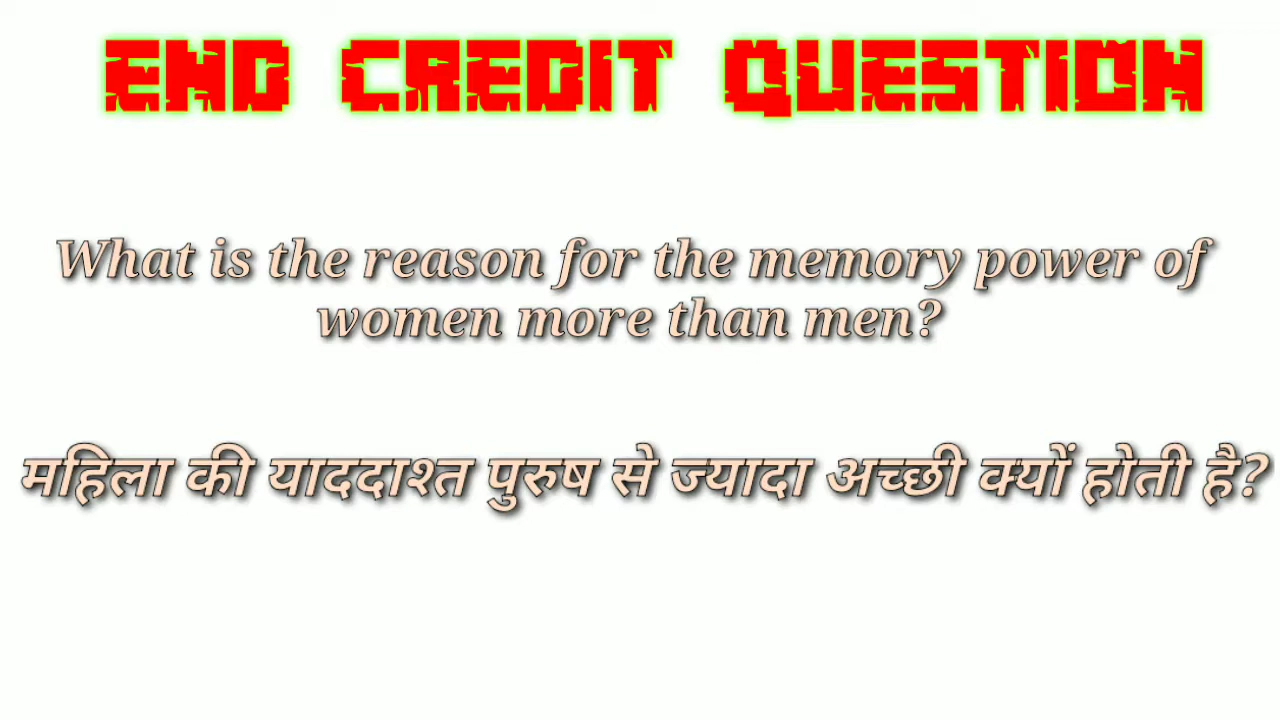 END CREDIT QUESTION
What is the reason for the memory power of
women more than men?
महिला की याददाश्त पुरुष से ज्यादा अच्छी क्यों होती है?